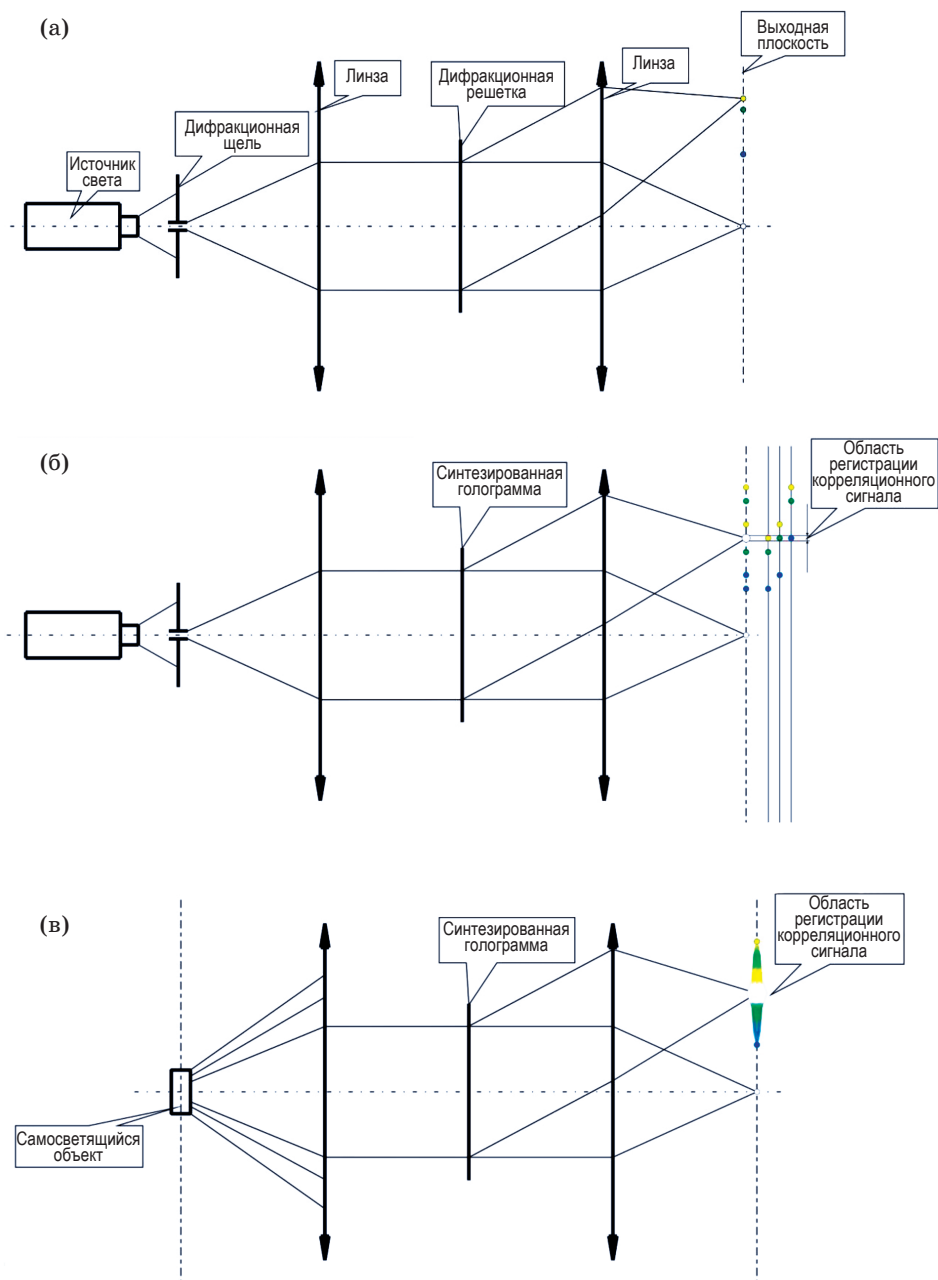 (а)
Выходная
плоскость
Линза
Дифракционная
решетка
Линза
Дифракционная
щель
Источник
света
(б)
Синтезированная
голограмма
Область
регистрации
корреляционного
сигнала
(в)
Синтезированная
голограмма
Область
регистрации
корреляционного
сигнала
Самосветящийся
объект